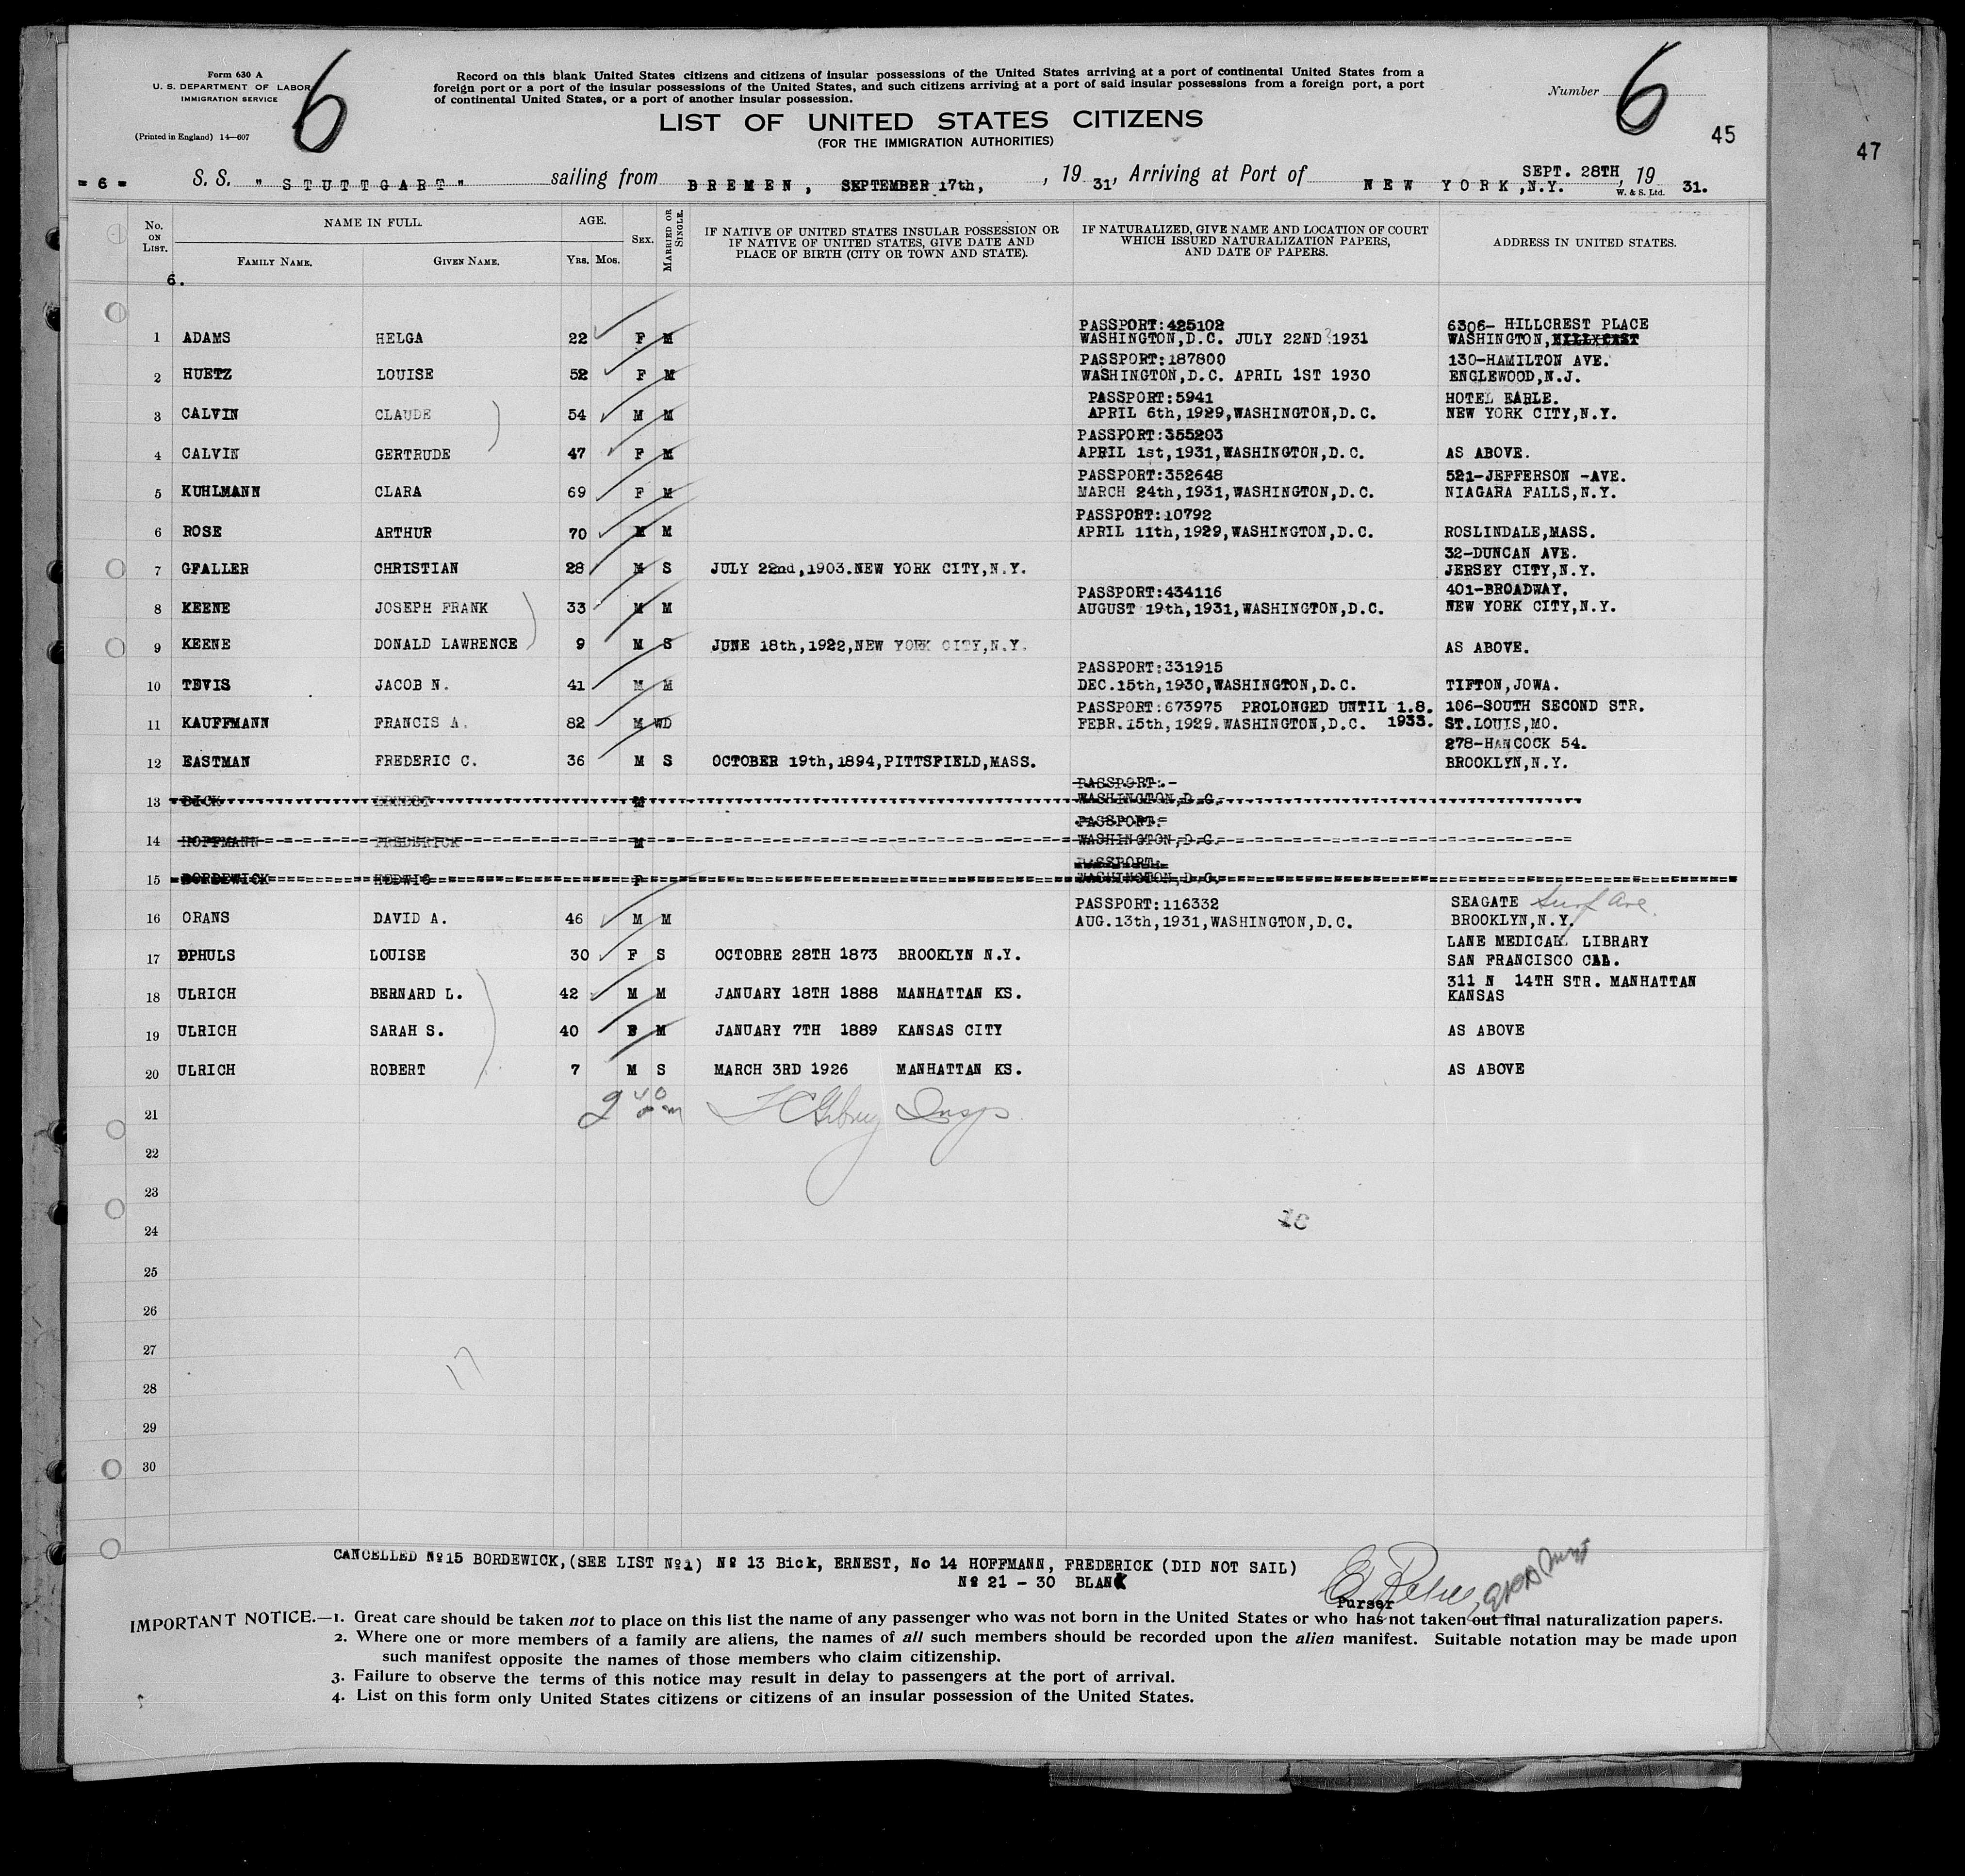 Form 630 A
U. S. DEPARTMENT OF LABOR
IMMIGRATION SERVICE
(Printed in England) 14—607
6
Record on this blank United States citizens and citizens of insular possessions of the United States arriving at a port of continental United States from a
foreign port or a port of the insular possessions of the United States, and such citizens arriving at a port of said insular possessions from a foreign port, a port
of continental United States, or a port of another insular possession.
LIST OF UNITED STATES CITIZENS
(FOR THE IMMIGRATION AUTHORITIES)
Number 6
45
47
= 6 = S. S. "STUTTGART" sailing from BREMEN, SEPTEMBER 17th, , 19 31, Arriving at Port of NEW YORK,N.Y. SEPT. 28TH, 19 31.
W. & S. Ltd.
No. ON LIST. NAME IN FULL. FAMILY NAME. GIVEN NAME. AGE. YRS. MOS. SEX. MARRIED OR SINGLE. IF NATIVE OF UNITED STATES INSULAR POSSESSION OR IF NATIVE OF UNITED STATES, GIVE DATE AND PLACE OF BIRTH (CITY OR TOWN AND STATE). IF NATURALIZED, GIVE NAME AND LOCATION OF COURT WHICH ISSUED NATURALIZATION PAPERS, AND DATE OF PAPERS. ADDRESS IN UNITED STATES.
6.
PASSPORT:425102 6306- HILLCREST PLACE
1 ADAMS HELGA 22 F M WASHINGTON,D.C. JULY 22ND 1931 WASHINGTON,
PASSPORT:187800 130-HAMILTON AVE.
2 HUETZ LOUISE 52 F M WASHINGTON,D.C. APRIL 1ST 1930 ENGLEWOOD,N.J.
PASSPORT:5941 HOTEL EARLE.
3 CALVIN CLAUDE 54 M M APRIL 6th,1929,WASHINGTON,D.C. NEW YORK CITY,N.Y.
PASSPORT:355203
4 CALVIN GERTRUDE 47 F M APRIL 1st,1931,WASHINGTON,D.C. AS ABOVE.
PASSPORT:352648 521-JEFFERSON -AVE.
5 KUHLMANN CLARA 69 F M MARCH 24th,1931,WASHINGTON,D.C. NIAGARA FALLS,N.Y.
PASSPORT:10792
6 ROSE ARTHUR 70 M M APRIL 11th,1929,WASHINGTON,D.C. ROSLINDALE,MASS.
32-DUNCAN AVE.
7 GFALLER CHRISTIAN 28 M S JULY 22nd,1903.NEW YORK CITY,N.Y. JERSEY CITY,N.Y.
PASSPORT:434116 401-BROADWAY.
8 KEENE JOSEPH FRANK 33 M M AUGUST 19th,1931,WASHINGTON,D.C. NEW YORK CITY,N.Y.
9 KEENE DONALD LAWRENCE 9 M S JUNE 18th,1922,NEW YORK CITY,N.Y. AS ABOVE.
PASSPORT:331915
10 TEVIS JACOB N. 41 M M DEC.15th,1930,WASHINGTON,D.C. TIFTON,JOWA.
PASSPORT:673975 PROLONGED UNTIL 1.8. 106-SOUTH SECOND STR.
11 KAUFFMANN FRANCIS A. 82 M WD FEBR.15th,1929.WASHINGTON,D.C. 1933. ST.LOUIS,MO.
278-HANCOCK 54.
12 EASTMAN FREDERIC C. 36 M S OCTOBER 19th,1894,PITTSFIELD,MASS. BROOKLYN,N.Y.
PASSPORT:-
13 BICK ERNEST M WASHINGTON,D.C.
PASSPORT:
14 HOFFMANN FREDERICK M WASHINGTON,D.C.
PASSPORT:
15 BORDEWICK HEDWIG F WASHINGTON,D.C.
PASSPORT:116332 SEAGATE Surf Ave.
16 ORANS DAVID A. 46 M M AUG.13th,1931,WASHINGTON,D.C. BROOKLYN,N.Y.
LANE MEDICAL LIBRARY
17 OPHULS LOUISE 30 F S OCTOBRE 28TH 1873 BROOKLYN N.Y. SAN FRANCISCO CAL.
311 N 14TH STR. MANHATTAN
18 ULRICH BERNARD L. 42 M M JANUARY 18TH 1888 MANHATTAN KS. KANSAS
19 ULRICH SARAH S. 40 F M JANUARY 7TH 1889 KANSAS CITY AS ABOVE
20 ULRICH ROBERT 7 M S MARCH 3RD 1926 MANHATTAN KS. AS ABOVE
21 2 40 pm Insp
22
23
24
25
26
27
17
28
29
30
CANCELLED №15 BORDEWICK,(SEE LIST №1) № 13 Bick, ERNEST, No 14 HOFFMANN, FREDERICK (DID NOT SAIL)
№ 21 - 30 BLANK
Purser
IMPORTANT NOTICE.—1. Great care should be taken not to place on this list the name of any passenger who was not born in the United States or who has not taken out final naturalization papers.
2. Where one or more members of a family are aliens, the names of all such members should be recorded upon the alien manifest. Suitable notation may be made upon
such manifest opposite the names of those members who claim citizenship.
3. Failure to observe the terms of this notice may result in delay to passengers at the port of arrival.
4. List on this form only United States citizens or citizens of an insular possession of the United States.